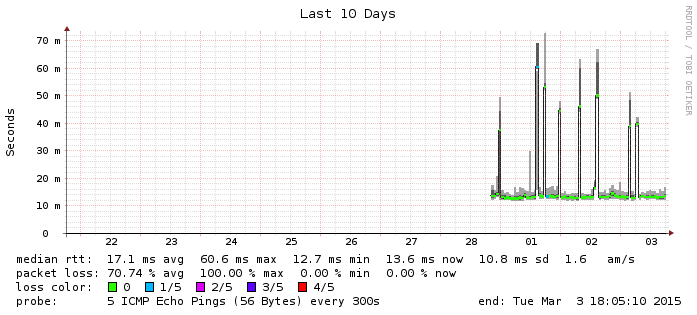 Last 10 Days
RRDTOOL / TOBI OETIKER
Seconds
70 m
60 m
50 m
40 m
30 m
20 m
10 m
0
22 23 24 25 26 27 28 01 02 03
median rtt: 17.1 ms avg 60.6 ms max 12.7 ms min 13.6 ms now 10.8 ms sd 1.6 am/s
packet loss: 70.74 % avg 100.00 % max 0.00 % min 0.00 % now
loss color: 0 1/5 2/5 3/5 4/5
probe: 5 ICMP Echo Pings (56 Bytes) every 300s end: Tue Mar 3 18:05:10 2015